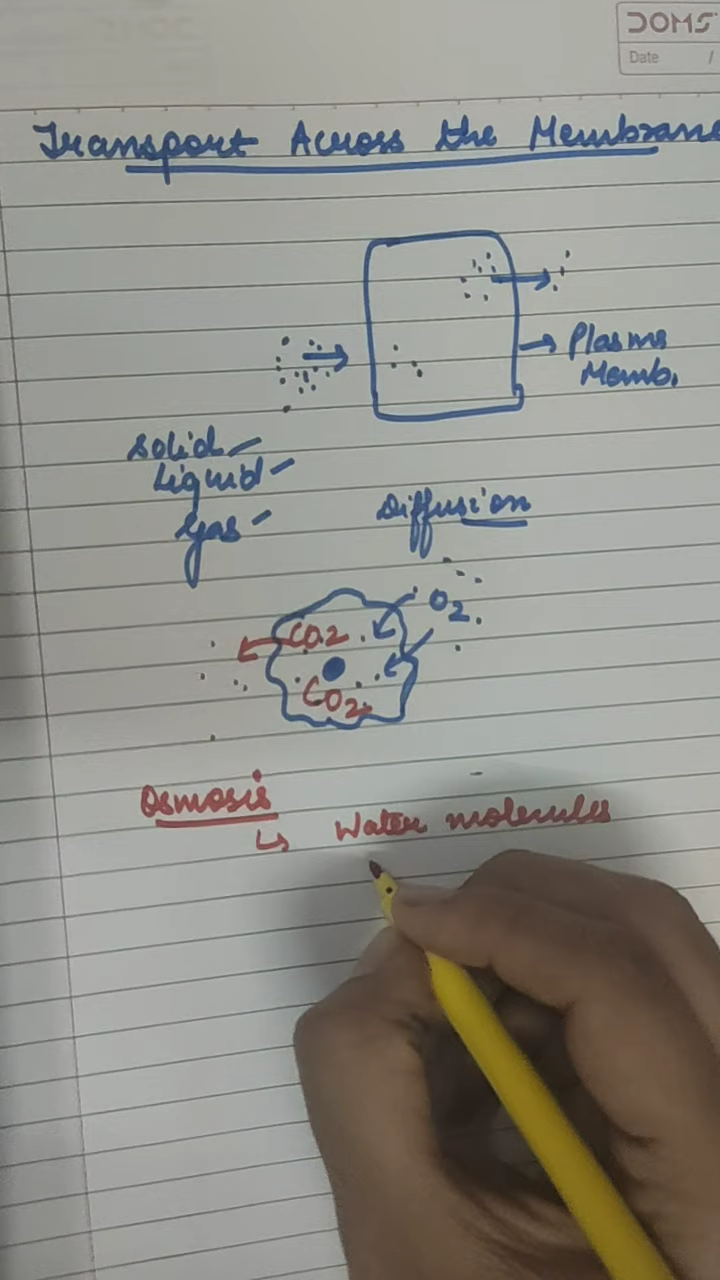 DOMS
Date /
Transport Across the Membrane
Plasma
Memb.
Solid
Liquid
Gas
Diffusion
O2
CO2
CO2
Osmosis
Water molecules